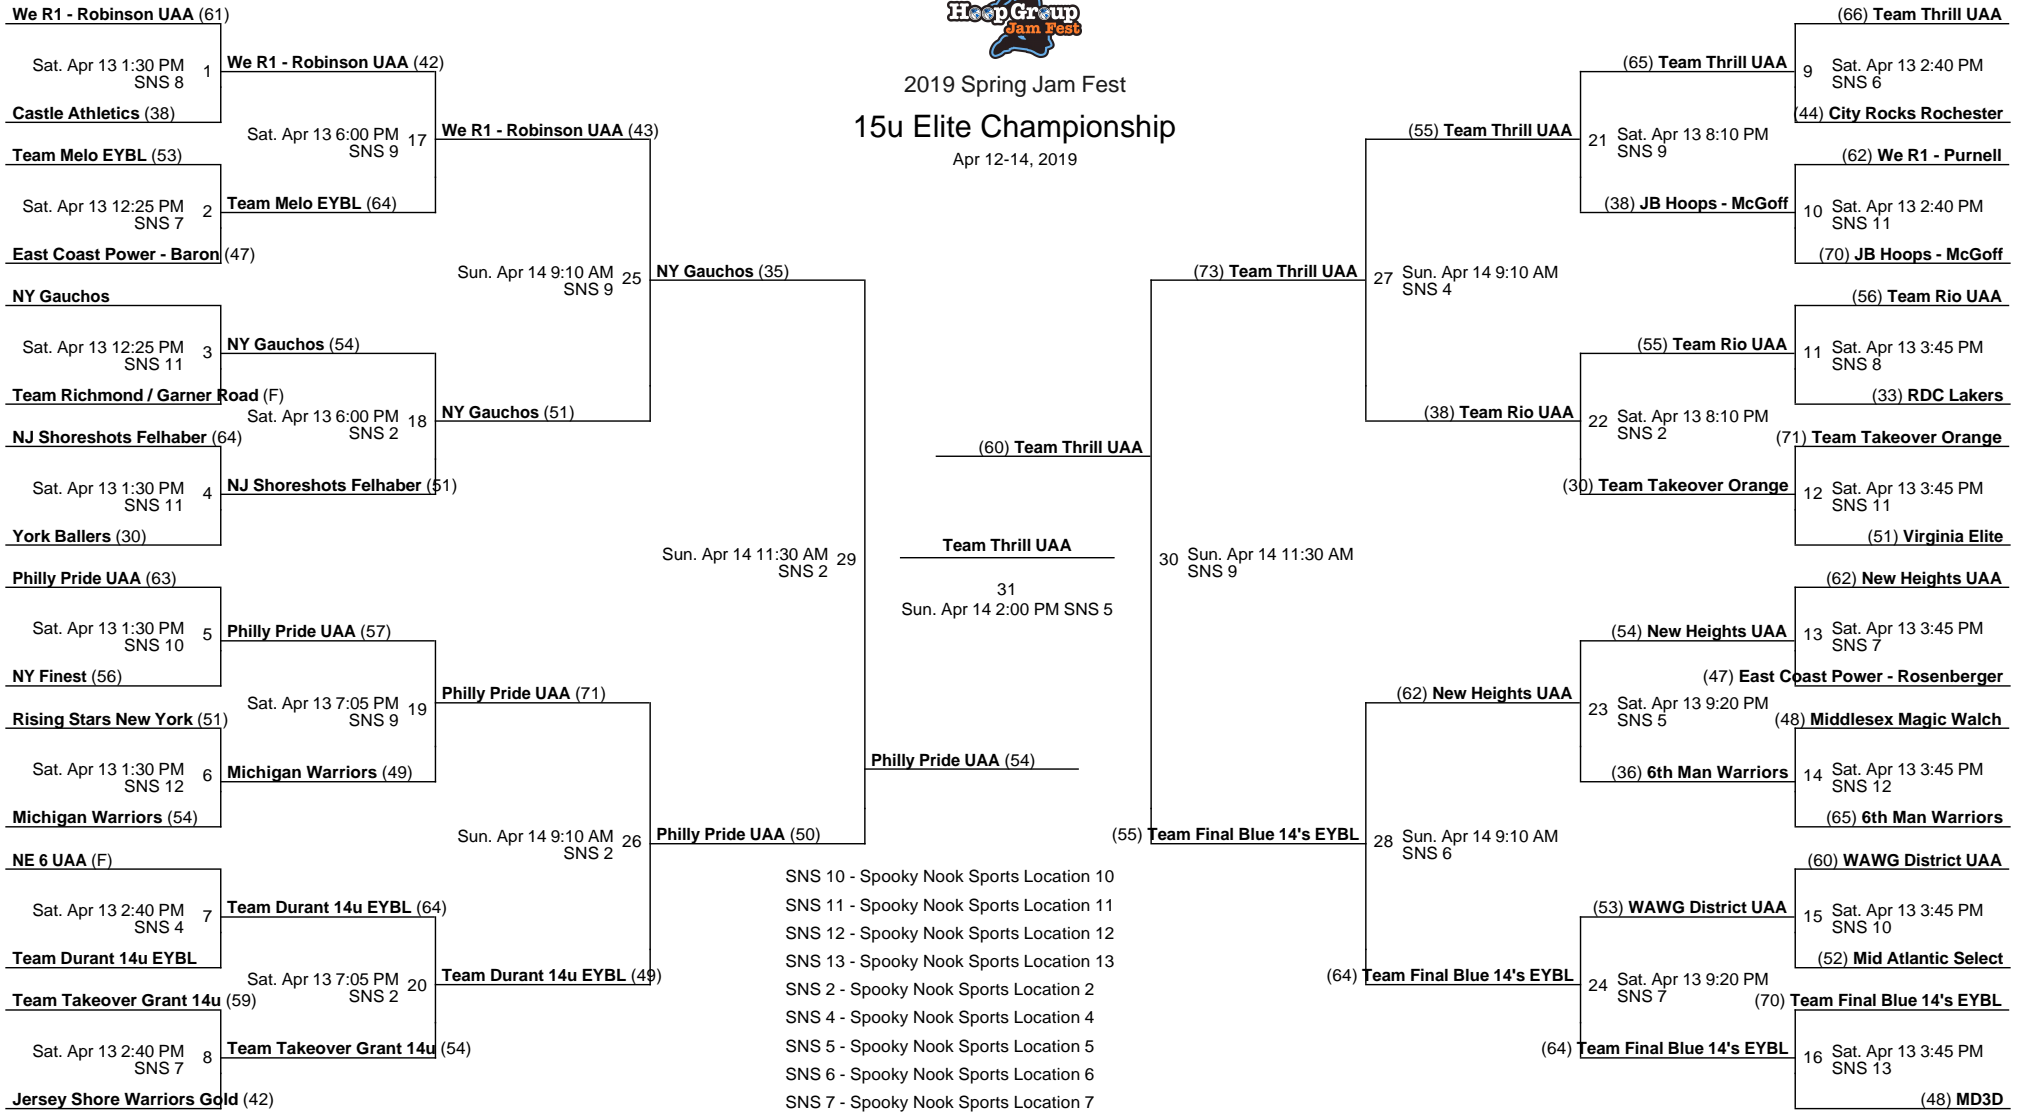 HoopGroup
Jam Fest
2019 Spring Jam Fest
15u Elite Championship
Apr 12-14, 2019
We R1 - Robinson UAA (61)
Sat. Apr 13 1:30 PM 1
SNS 8
Castle Athletics (38)
Team Melo EYBL (53)
Sat. Apr 13 12:25 PM 2
SNS 7
East Coast Power - Baron (47)
NY Gauchos
Sat. Apr 13 12:25 PM 3
SNS 11
Team Richmond / Garner Road (F)
NJ Shoreshots Felhaber (64)
Sat. Apr 13 1:30 PM 4
SNS 11
York Ballers (30)
Philly Pride UAA (63)
Sat. Apr 13 1:30 PM 5
SNS 10
NY Finest (56)
Rising Stars New York (51)
Sat. Apr 13 1:30 PM 6
SNS 12
Michigan Warriors (54)
NE 6 UAA (F)
Sat. Apr 13 2:40 PM 7
SNS 4
Team Durant 14u EYBL
Team Takeover Grant 14u (59)
Sat. Apr 13 2:40 PM 8
SNS 7
Jersey Shore Warriors Gold (42)
We R1 - Robinson UAA (42)
Sat. Apr 13 6:00 PM 17
SNS 9
Team Melo EYBL (64)
NY Gauchos (54)
Sat. Apr 13 6:00 PM 18
SNS 2
NJ Shoreshots Felhaber (51)
Philly Pride UAA (57)
Sat. Apr 13 7:05 PM 19
SNS 9
Michigan Warriors (49)
Team Durant 14u EYBL (64)
Sat. Apr 13 7:05 PM 20
SNS 2
Team Takeover Grant 14u (54)
We R1 - Robinson UAA (43)
Sun. Apr 14 9:10 AM 25
SNS 9
NY Gauchos (51)
Philly Pride UAA (71)
Sun. Apr 14 9:10 AM 26
SNS 2
Team Durant 14u EYBL (49)
NY Gauchos (35)
Sun. Apr 14 11:30 AM 29
SNS 2
Philly Pride UAA (50)
(60) Team Thrill UAA
Team Thrill UAA
31
Sun. Apr 14 2:00 PM SNS 5
Philly Pride UAA (54)
(73) Team Thrill UAA
30 Sun. Apr 14 11:30 AM
SNS 9
(55) Team Final Blue 14's EYBL
(55) Team Thrill UAA
27 Sun. Apr 14 9:10 AM
SNS 4
(38) Team Rio UAA
(62) New Heights UAA
28 Sun. Apr 14 9:10 AM
SNS 6
(64) Team Final Blue 14's EYBL
(65) Team Thrill UAA
21 Sat. Apr 13 8:10 PM
SNS 9
(38) JB Hoops - McGoff
(55) Team Rio UAA
22 Sat. Apr 13 8:10 PM
SNS 2
(30) Team Takeover Orange
(54) New Heights UAA
23 Sat. Apr 13 9:20 PM
SNS 5
(36) 6th Man Warriors
(53) WAWG District UAA
24 Sat. Apr 13 9:20 PM
SNS 7
(64) Team Final Blue 14's EYBL
(66) Team Thrill UAA
9 Sat. Apr 13 2:40 PM
SNS 6
(44) City Rocks Rochester
(62) We R1 - Purnell
10 Sat. Apr 13 2:40 PM
SNS 11
(70) JB Hoops - McGoff
(56) Team Rio UAA
11 Sat. Apr 13 3:45 PM
SNS 8
(33) RDC Lakers
(71) Team Takeover Orange
12 Sat. Apr 13 3:45 PM
SNS 11
(51) Virginia Elite
(62) New Heights UAA
13 Sat. Apr 13 3:45 PM
SNS 7
(47) East Coast Power - Rosenberger
(48) Middlesex Magic Walch
14 Sat. Apr 13 3:45 PM
SNS 12
(65) 6th Man Warriors
(60) WAWG District UAA
15 Sat. Apr 13 3:45 PM
SNS 10
(52) Mid Atlantic Select
(70) Team Final Blue 14's EYBL
16 Sat. Apr 13 3:45 PM
SNS 13
(48) MD3D
SNS 10 - Spooky Nook Sports Location 10
SNS 11 - Spooky Nook Sports Location 11
SNS 12 - Spooky Nook Sports Location 12
SNS 13 - Spooky Nook Sports Location 13
SNS 2 - Spooky Nook Sports Location 2
SNS 4 - Spooky Nook Sports Location 4
SNS 5 - Spooky Nook Sports Location 5
SNS 6 - Spooky Nook Sports Location 6
SNS 7 - Spooky Nook Sports Location 7